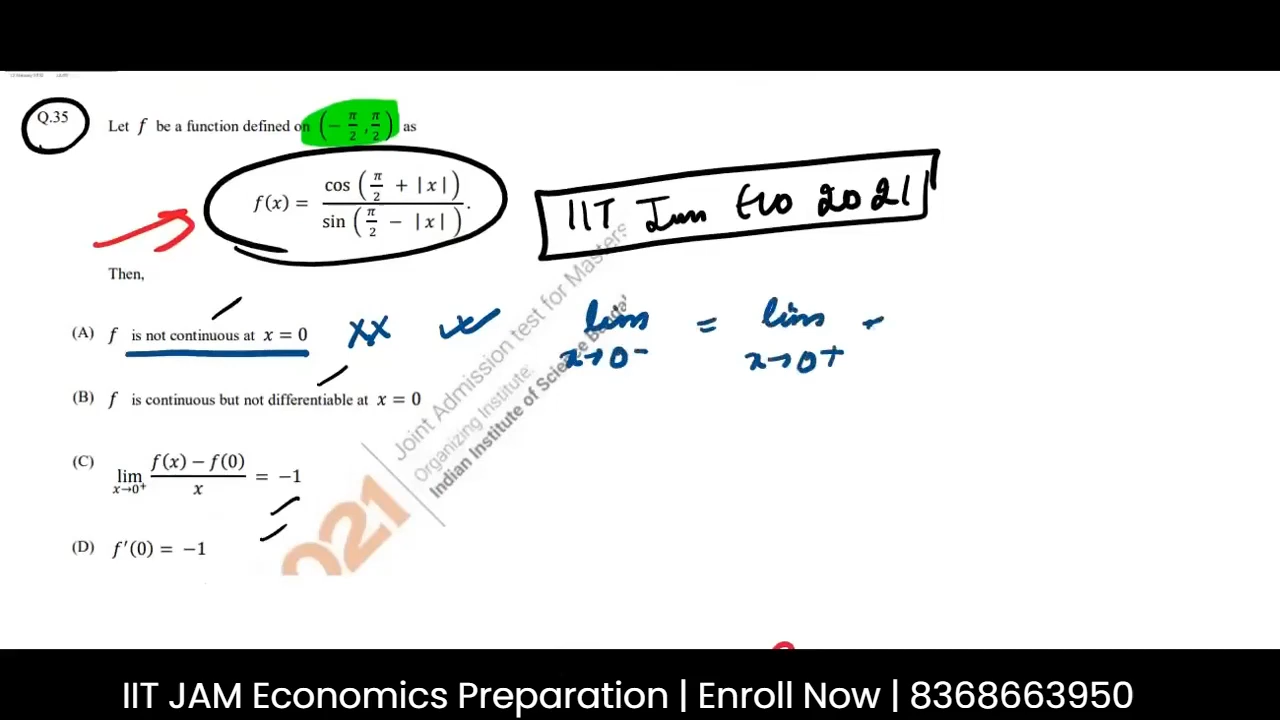 Q.35
Let f be a function defined on (−π/2, π/2) as
f(x) = cos(π/2 + |x|) / sin(π/2 − |x|).
IIT Jam Eco 2021
Then,
(A) f is not continuous at x = 0
lim x→0⁻ = lim x→0⁺
(B) f is continuous but not differentiable at x = 0
(C) lim x→0⁺ (f(x) − f(0))/x = −1
(D) f′(0) = −1
Joint Admission test for Masters
Organizing Institute:
Indian Institute of Science
2021
IIT JAM Economics Preparation | Enroll Now | 8368663950